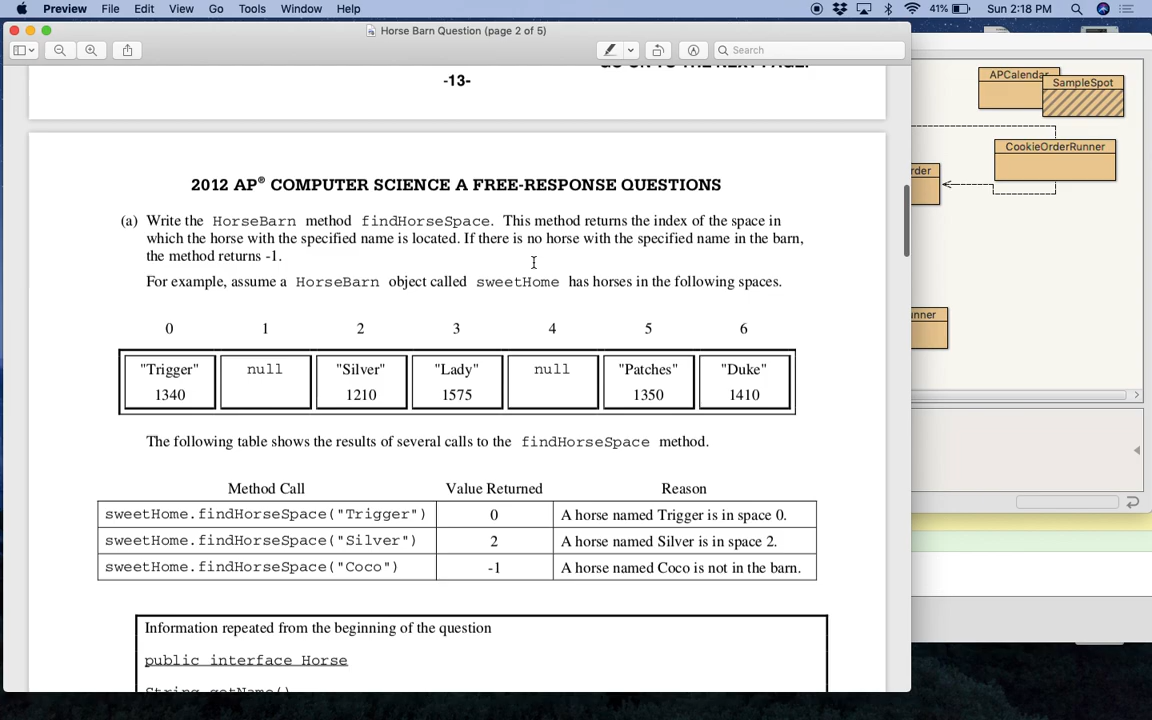 Preview File Edit View Go Tools Window Help 41% Sun 2:18 PM
Horse Barn Question (page 2 of 5)
Search
-13-
2012 AP® COMPUTER SCIENCE A FREE-RESPONSE QUESTIONS
(a) Write the HorseBarn method findHorseSpace. This method returns the index of the space in
which the horse with the specified name is located. If there is no horse with the specified name in the barn,
the method returns -1.
For example, assume a HorseBarn object called sweetHome has horses in the following spaces.
0 1 2 3 4 5 6
"Trigger" null "Silver" "Lady" null "Patches" "Duke"
1340 1210 1575 1350 1410
The following table shows the results of several calls to the findHorseSpace method.
Method Call Value Returned Reason
sweetHome.findHorseSpace("Trigger") 0 A horse named Trigger is in space 0.
sweetHome.findHorseSpace("Silver") 2 A horse named Silver is in space 2.
sweetHome.findHorseSpace("Coco") -1 A horse named Coco is not in the barn.
Information repeated from the beginning of the question
public interface Horse
String getName()
APCalendar
SampleSpot
CookieOrderRunner
rder
unner